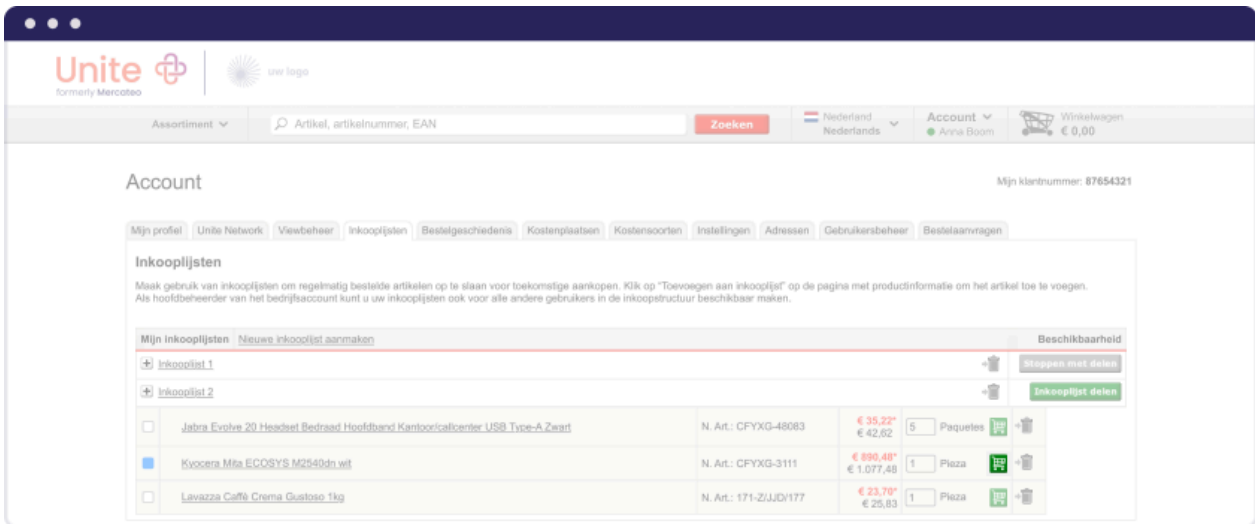 Unite
formerly Mercateo
uw logo
Assortiment
Artikel, artikelnummer, EAN
Zoeken
Nederland
Nederlands
Account
Anna Boom
Winkelwagen
€ 0,00
Account
Mijn klantnummer: 87654321
Mijn profiel Unite Network Viewbeheer Inkooplijsten Bestelgeschiedenis Kostenplaatsen Kostensoorten Instellingen Adressen Gebruikersbeheer Bestelaanvragen
Inkooplijsten
Maak gebruik van inkooplijsten om regelmatig bestelde artikelen op te slaan voor toekomstige aankopen. Klik op "Toevoegen aan inkooplijst" op de pagina met productinformatie om het artikel toe te voegen.
Als hoofdbeheerder van het bedrijfsaccount kunt u uw inkooplijsten ook voor alle andere gebruikers in de inkoopstructuur beschikbaar maken.
Mijn inkooplijsten Nieuwe inkooplijst aanmaken Beschikbaarheid
Inkooplijst 1 Stoppen met delen
Inkooplijst 2 Inkooplijst delen
Jabra Evolve 20 Headset Bedraad Hoofdband Kantoor/callcenter USB Type-A Zwart N. Art.: CFYXG-48083 € 35,22* 5 Paquetes
€ 42,62
Kyocera Mita ECOSYS M2540dn wit N. Art.: CFYXG-3111 € 890,48* 1 Pieza
€ 1.077,48
Lavazza Caffè Crema Gustoso 1kg N. Art.: 171-Z/JJD/177 € 23,70* 1 Pieza
€ 25,83